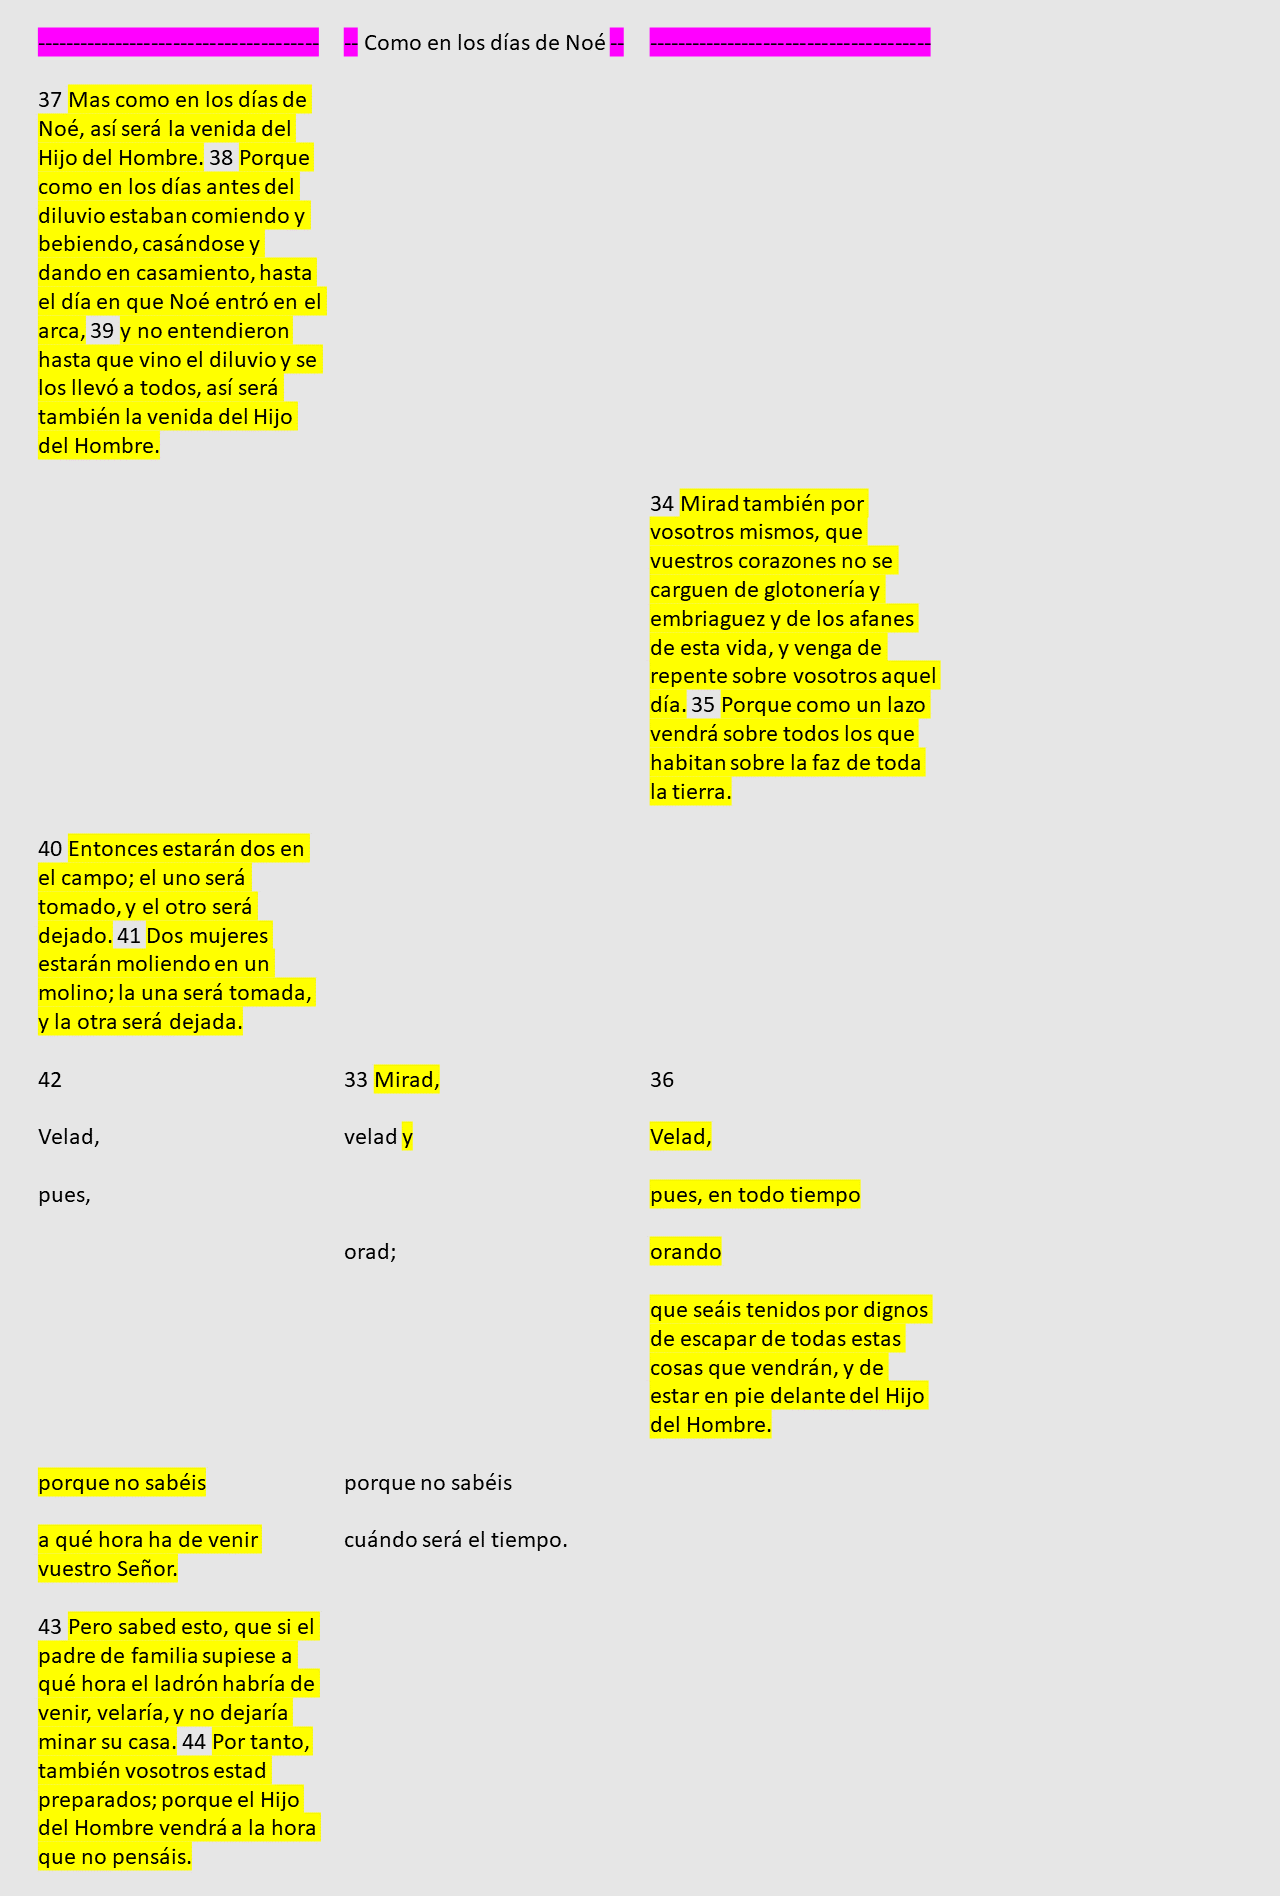 ---------------------------------------- -- Como en los días de Noé -- ----------------------------------------
37 Mas como en los días de
Noé, así será la venida del
Hijo del Hombre. 38 Porque
como en los días antes del
diluvio estaban comiendo y
bebiendo, casándose y
dando en casamiento, hasta
el día en que Noé entró en el
arca, 39 y no entendieron
hasta que vino el diluvio y se
los llevó a todos, así será
también la venida del Hijo
del Hombre.
34 Mirad también por
vosotros mismos, que
vuestros corazones no se
carguen de glotonería y
embriaguez y de los afanes
de esta vida, y venga de
repente sobre vosotros aquel
día. 35 Porque como un lazo
vendrá sobre todos los que
habitan sobre la faz de toda
la tierra.
40 Entonces estarán dos en
el campo; el uno será
tomado, y el otro será
dejado. 41 Dos mujeres
estarán moliendo en un
molino; la una será tomada,
y la otra será dejada.
42 33 Mirad, 36
Velad, velad y Velad,
pues, pues, en todo tiempo
orad; orando
que seáis tenidos por dignos
de escapar de todas estas
cosas que vendrán, y de
estar en pie delante del Hijo
del Hombre.
porque no sabéis porque no sabéis
a qué hora ha de venir cuándo será el tiempo.
vuestro Señor.
43 Pero sabed esto, que si el
padre de familia supiese a
qué hora el ladrón habría de
venir, velaría, y no dejaría
minar su casa. 44 Por tanto,
también vosotros estad
preparados; porque el Hijo
del Hombre vendrá a la hora
que no pensáis.